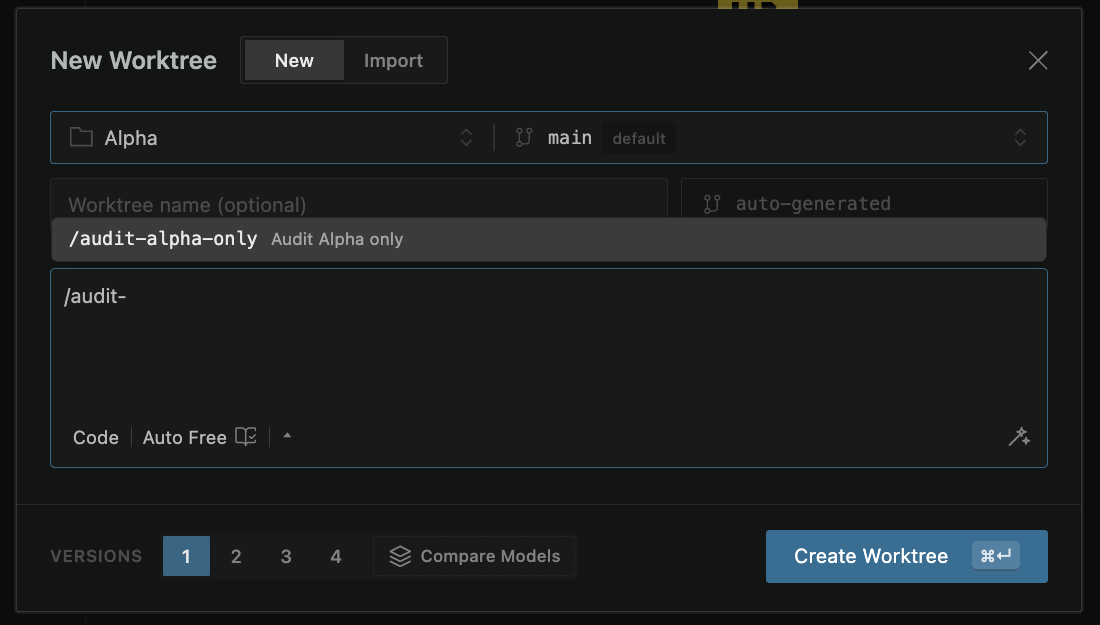 New Worktree New Import
Alpha main default
Worktree name (optional) auto-generated
/audit-alpha-only Audit Alpha only
/audit-
Code Auto Free
VERSIONS 1 2 3 4 Compare Models Create Worktree ⌘↵